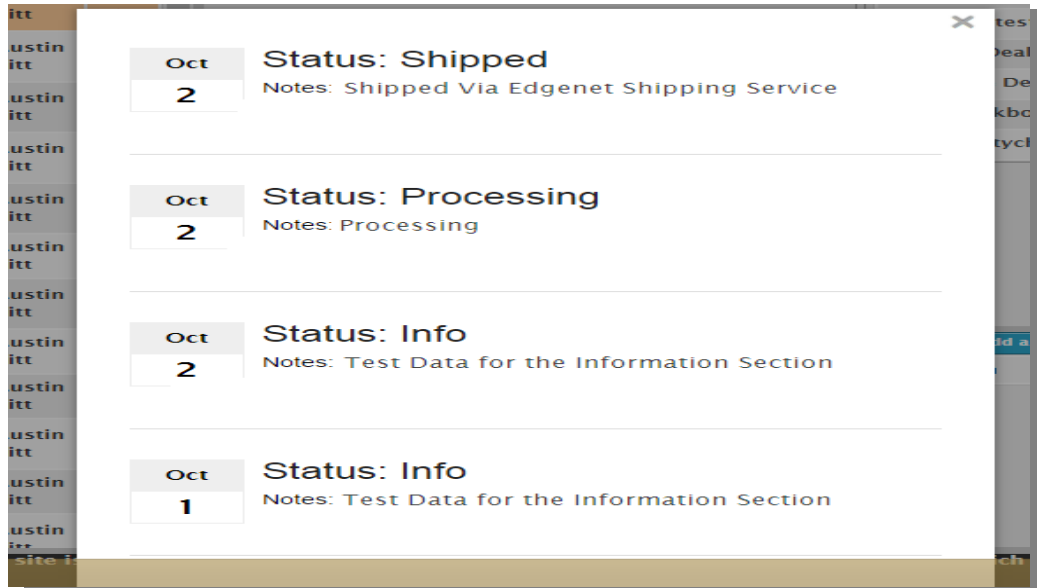 Oct
2
Status: Shipped
Notes: Shipped Via Edgenet Shipping Service
Oct
2
Status: Processing
Notes: Processing
Oct
2
Status: Info
Notes: Test Data for the Information Section
Oct
1
Status: Info
Notes: Test Data for the Information Section
site